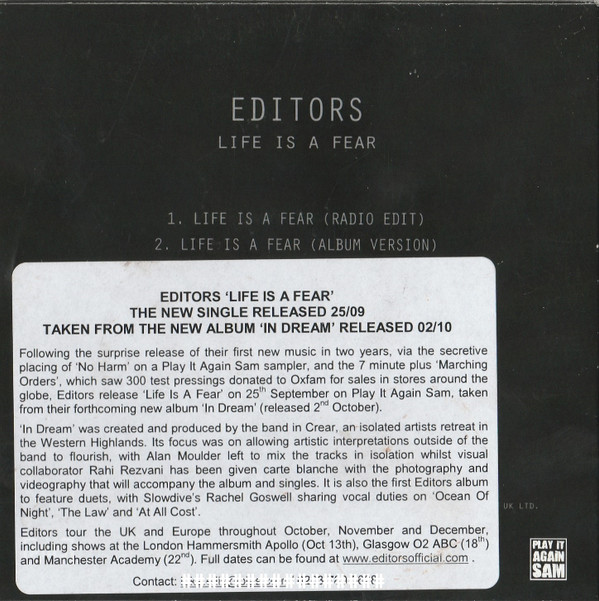 EDITORS
LIFE IS A FEAR
1. LIFE IS A FEAR (RADIO EDIT)
2. LIFE IS A FEAR (ALBUM VERSION)
EDITORS ‘LIFE IS A FEAR’
THE NEW SINGLE RELEASED 25/09
TAKEN FROM THE NEW ALBUM ‘IN DREAM’ RELEASED 02/10
Following the surprise release of their first new music in two years, via the secretive
placing of ‘No Harm’ on a Play It Again Sam sampler, and the 7 minute plus ‘Marching
Orders’, which saw 300 test pressings donated to Oxfam for sales in stores around the
globe, Editors release ‘Life Is A Fear’ on 25th September on Play It Again Sam, taken
from their forthcoming new album ‘In Dream’ (released 2nd October).
‘In Dream’ was created and produced by the band in Crear, an isolated artists retreat in
the Western Highlands. Its focus was on allowing artistic interpretations outside of the
band to flourish, with Alan Moulder left to mix the tracks in isolation whilst visual
collaborator Rahi Rezvani has been given carte blanche with the photography and
videography that will accompany the album and singles. It is also the first Editors album
to feature duets, with Slowdive’s Rachel Goswell sharing vocal duties on ‘Ocean Of
Night’, ‘The Law’ and ‘At All Cost’.
UK LTD.
Editors tour the UK and Europe throughout October, November and December,
including shows at the London Hammersmith Apollo (Oct 13th), Glasgow O2 ABC (18th)
and Manchester Academy (22nd). Full dates can be found at www.editorsofficial.com .
Contact:
PLAY IT
AGAIN
SAM